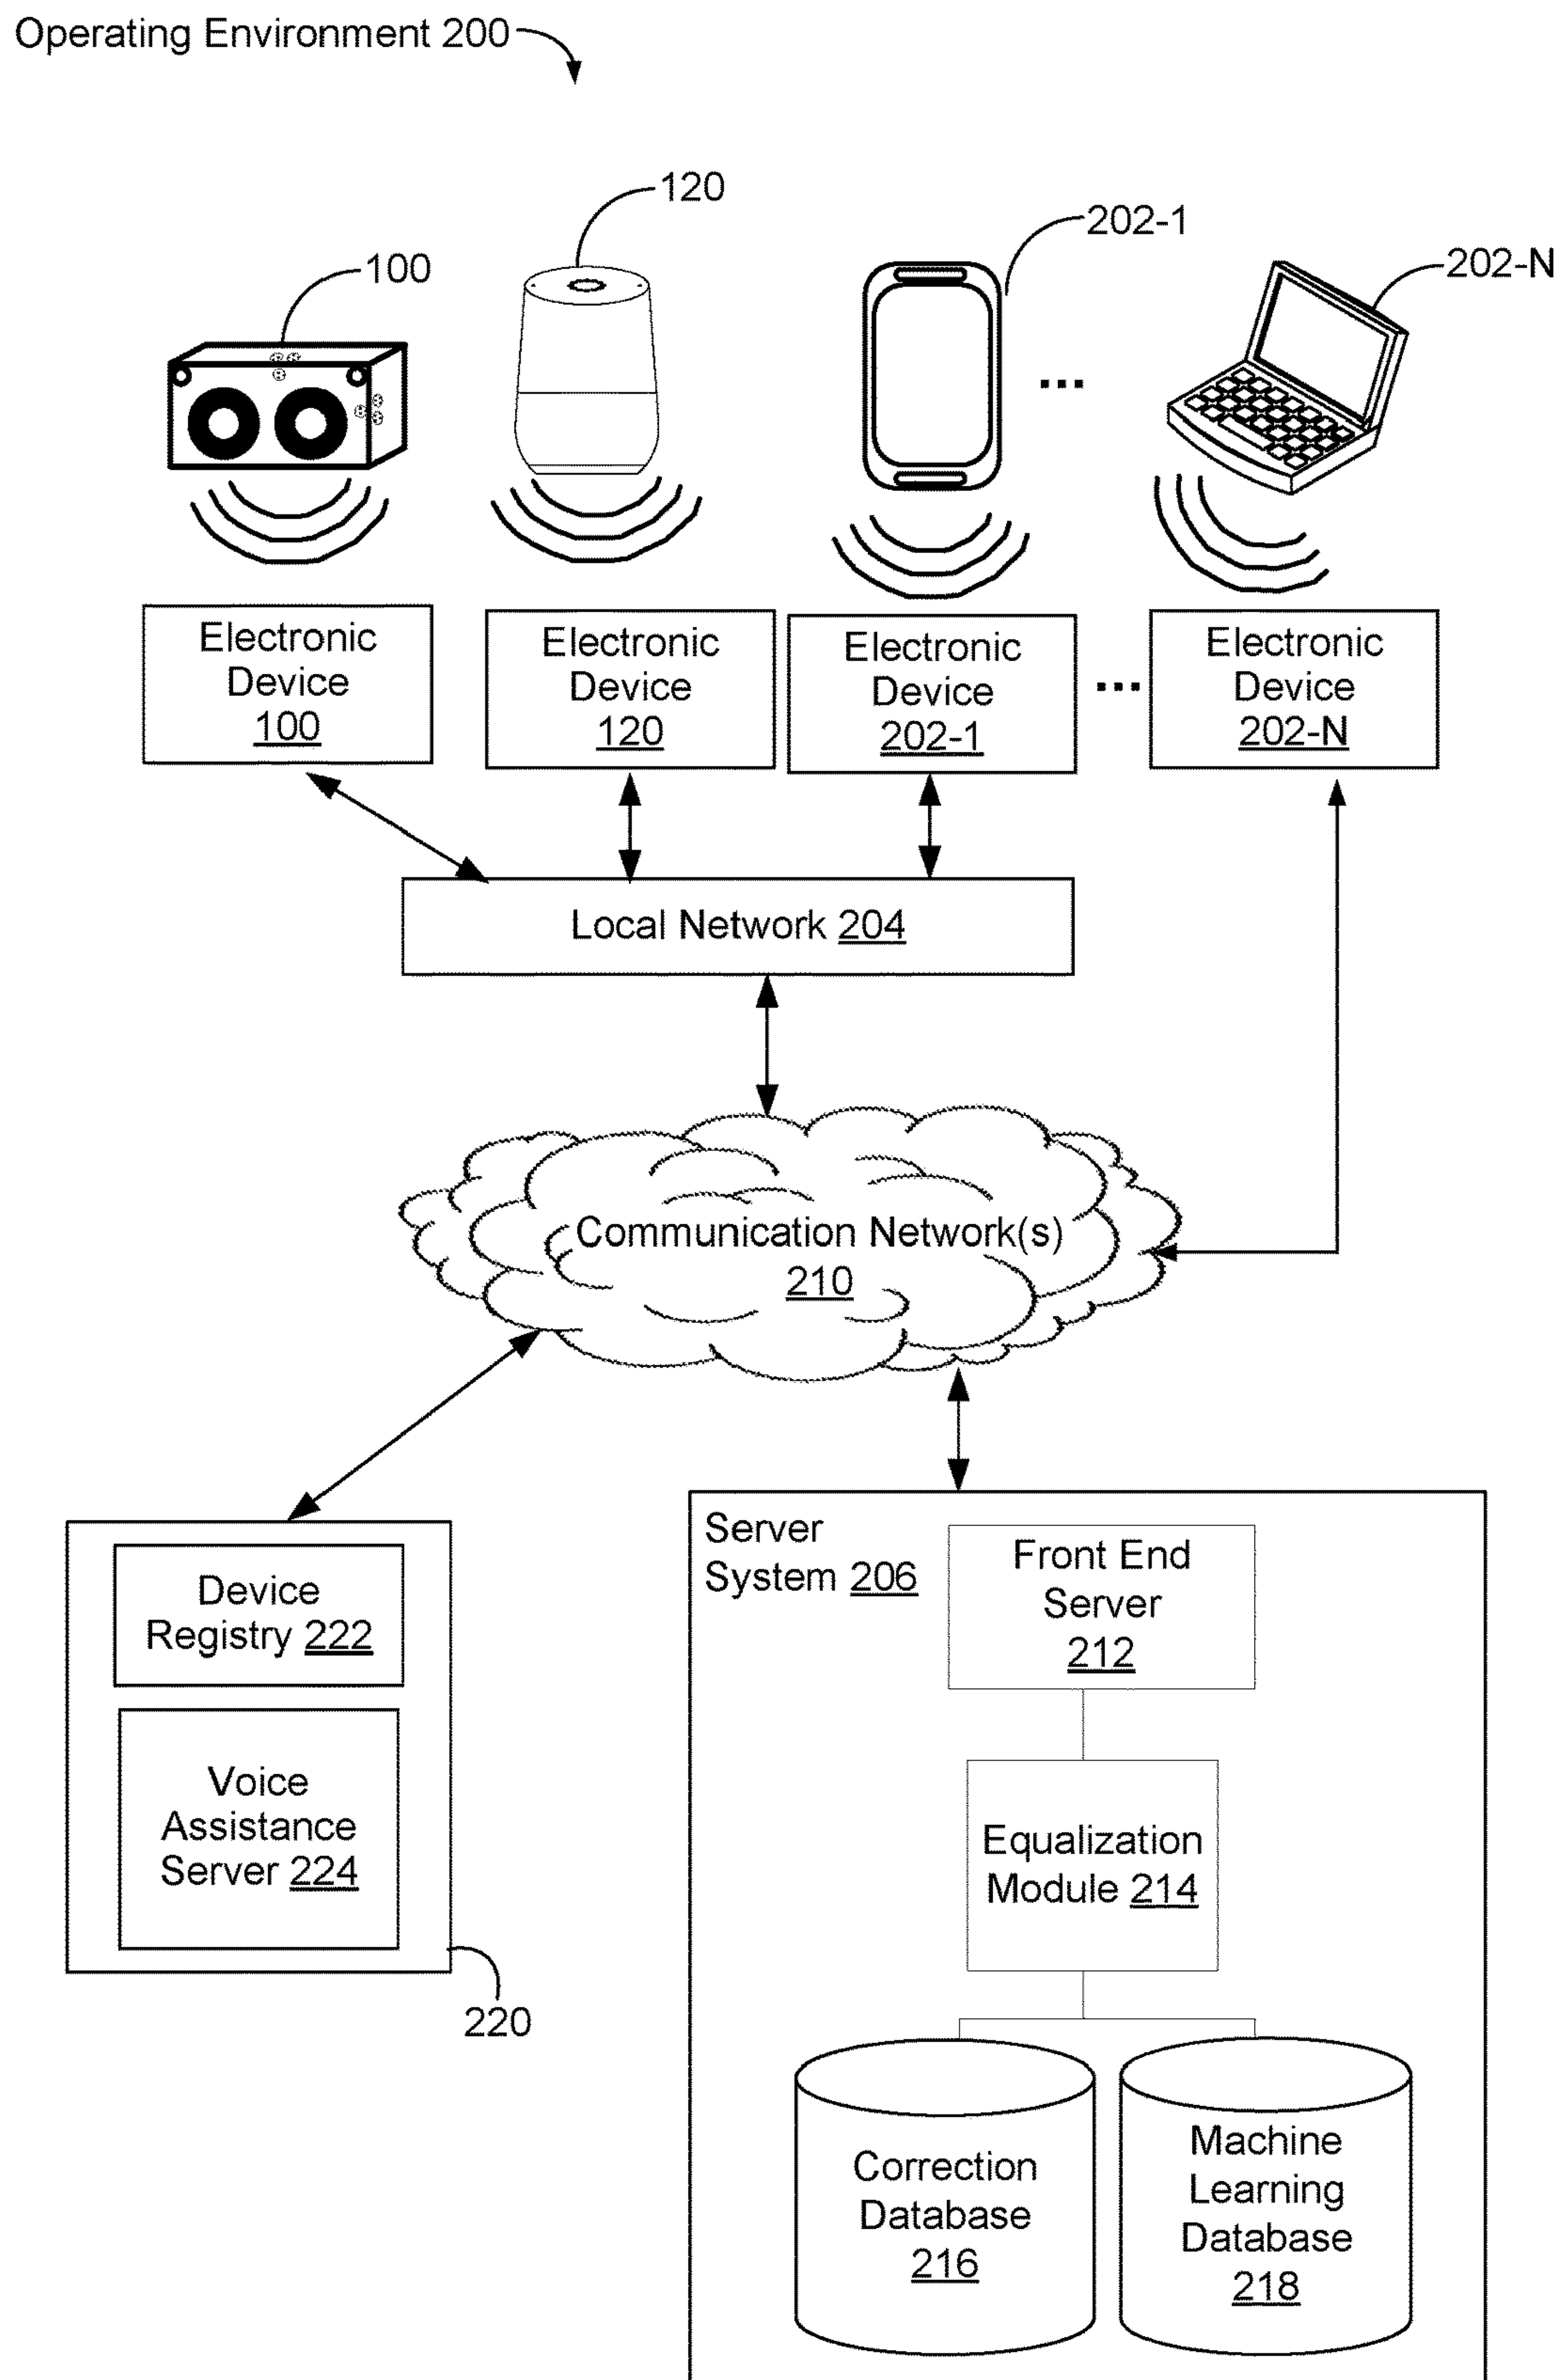 Operating Environment 200
120
202-1
100
202-N
Electronic
Device
100
Electronic
Device
120
Electronic
Device
202-1
Electronic
Device
202-N
...
...
Local Network 204
Communication Network(s)
210
Device
Registry 222
Voice
Assistance
Server 224
220
Server
System 206
Front End
Server
212
Equalization
Module 214
Correction
Database
216
Machine
Learning
Database
218